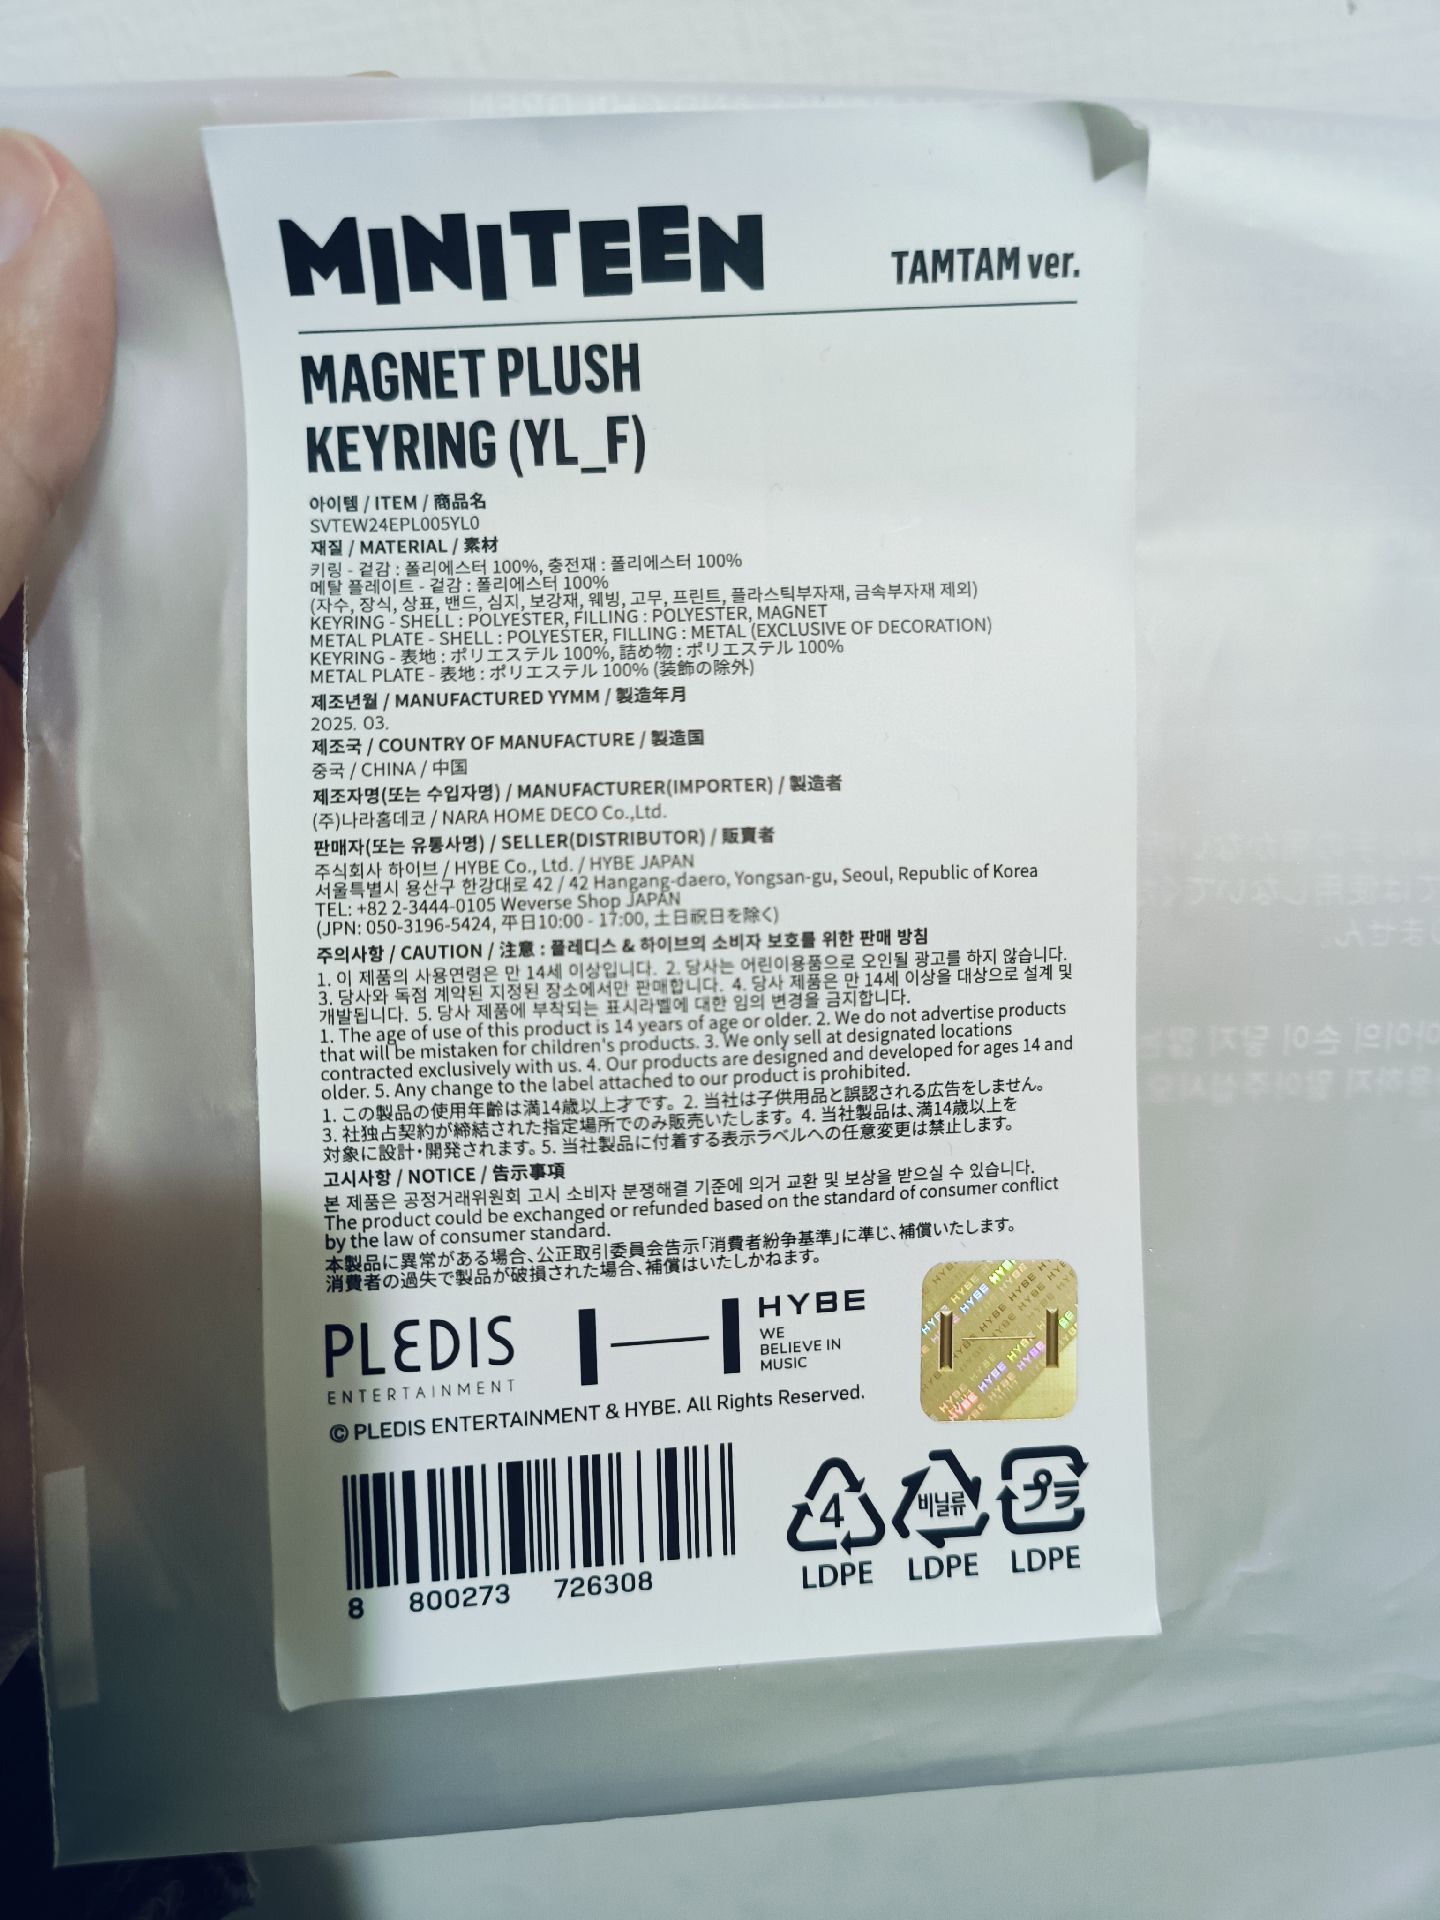 MINITEEN
TAMTAM ver.
MAGNET PLUSH
KEYRING (YL_F)
아이템 / ITEM / 商品名
SVTEW24EPL005YL0
재질 / MATERIAL / 素材
키링 - 겉감 : 폴리에스터 100%, 충전재 : 폴리에스터 100%
메탈 플레이트 - 겉감 : 폴리에스터 100%
(자수, 장식, 상표, 밴드, 심지, 보강재, 웨빙, 고무, 프린트, 플라스틱부자재, 금속부자재 제외)
KEYRING - SHELL : POLYESTER, FILLING : POLYESTER, MAGNET
METAL PLATE - SHELL : POLYESTER, FILLING : METAL (EXCLUSIVE OF DECORATION)
KEYRING - 表地 : ポリエステル 100%, 詰め物 : ポリエステル 100%
METAL PLATE - 表地 : ポリエステル 100% (装飾の除外)
제조년월 / MANUFACTURED YYMM / 製造年月
2025. 03.
제조국 / COUNTRY OF MANUFACTURE / 製造国
중국 / CHINA / 中国
제조자명(또는 수입자명) / MANUFACTURER(IMPORTER) / 製造者
(주)나라홈데코 / NARA HOME DECO Co.,Ltd.
판매자(또는 유통사명) / SELLER(DISTRIBUTOR) / 販賣者
주식회사 하이브 / HYBE Co., Ltd. / HYBE JAPAN
서울특별시 용산구 한강대로 42 / 42 Hangang-daero, Yongsan-gu, Seoul, Republic of Korea
TEL: +82 2-3444-0105 Weverse Shop JAPAN
(JPN: 050-3196-5424, 平日10:00 - 17:00, 土日祝日を除く)
주의사항 / CAUTION / 注意 : 플레디스 & 하이브의 소비자 보호를 위한 판매 방침
1. 이 제품의 사용연령은 만 14세 이상입니다. 2. 당사는 어린이용품으로 오인될 광고를 하지 않습니다.
3. 당사와 독점 계약된 지정된 장소에서만 판매합니다. 4. 당사 제품은 만 14세 이상을 대상으로 설계 및
개발됩니다. 5. 당사 제품에 부착되는 표시라벨에 대한 임의 변경을 금지합니다.
1. The age of use of this product is 14 years of age or older. 2. We do not advertise products
that will be mistaken for children's products. 3. We only sell at designated locations
contracted exclusively with us. 4. Our products are designed and developed for ages 14 and
older. 5. Any change to the label attached to our product is prohibited.
1. この製品の使用年齢は満14歳以上才です。 2. 当社は子供用品と誤認される広告をしません。
3. 社独占契約が締結された指定場所でのみ販売いたします。 4. 当社製品は、満14歳以上を
対象に設計・開発されます。 5. 当社製品に付着する表示ラベルへの任意変更は禁止します。
고시사항 / NOTICE / 告示事項
본 제품은 공정거래위원회 고시 소비자 분쟁해결 기준에 의거 교환 및 보상을 받으실 수 있습니다.
The product could be exchanged or refunded based on the standard of consumer conflict
by the law of consumer standard.
本製品に異常がある場合、公正取引委員会告示「消費者紛争基準」に準じ、補償いたします。
消費者の過失で製品が破損された場合、補償はいたしかねます。
PLEDIS
ENTERTAINMENT
HYBE
WE
BELIEVE IN
MUSIC
© PLEDIS ENTERTAINMENT & HYBE. All Rights Reserved.
8 800273 726308
4
LDPE
비닐류
LDPE
プラ
LDPE